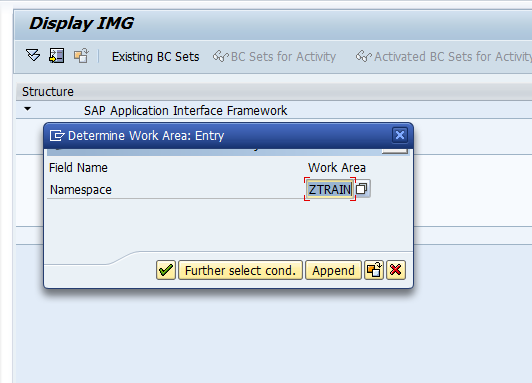 Display IMG
Existing BC Sets BC Sets for Activity Activated BC Sets for Activity
Structure
SAP Application Interface Framework
Determine Work Area: Entry
Field Name Work Area
Namespace ZTRAIN
Further select cond. Append